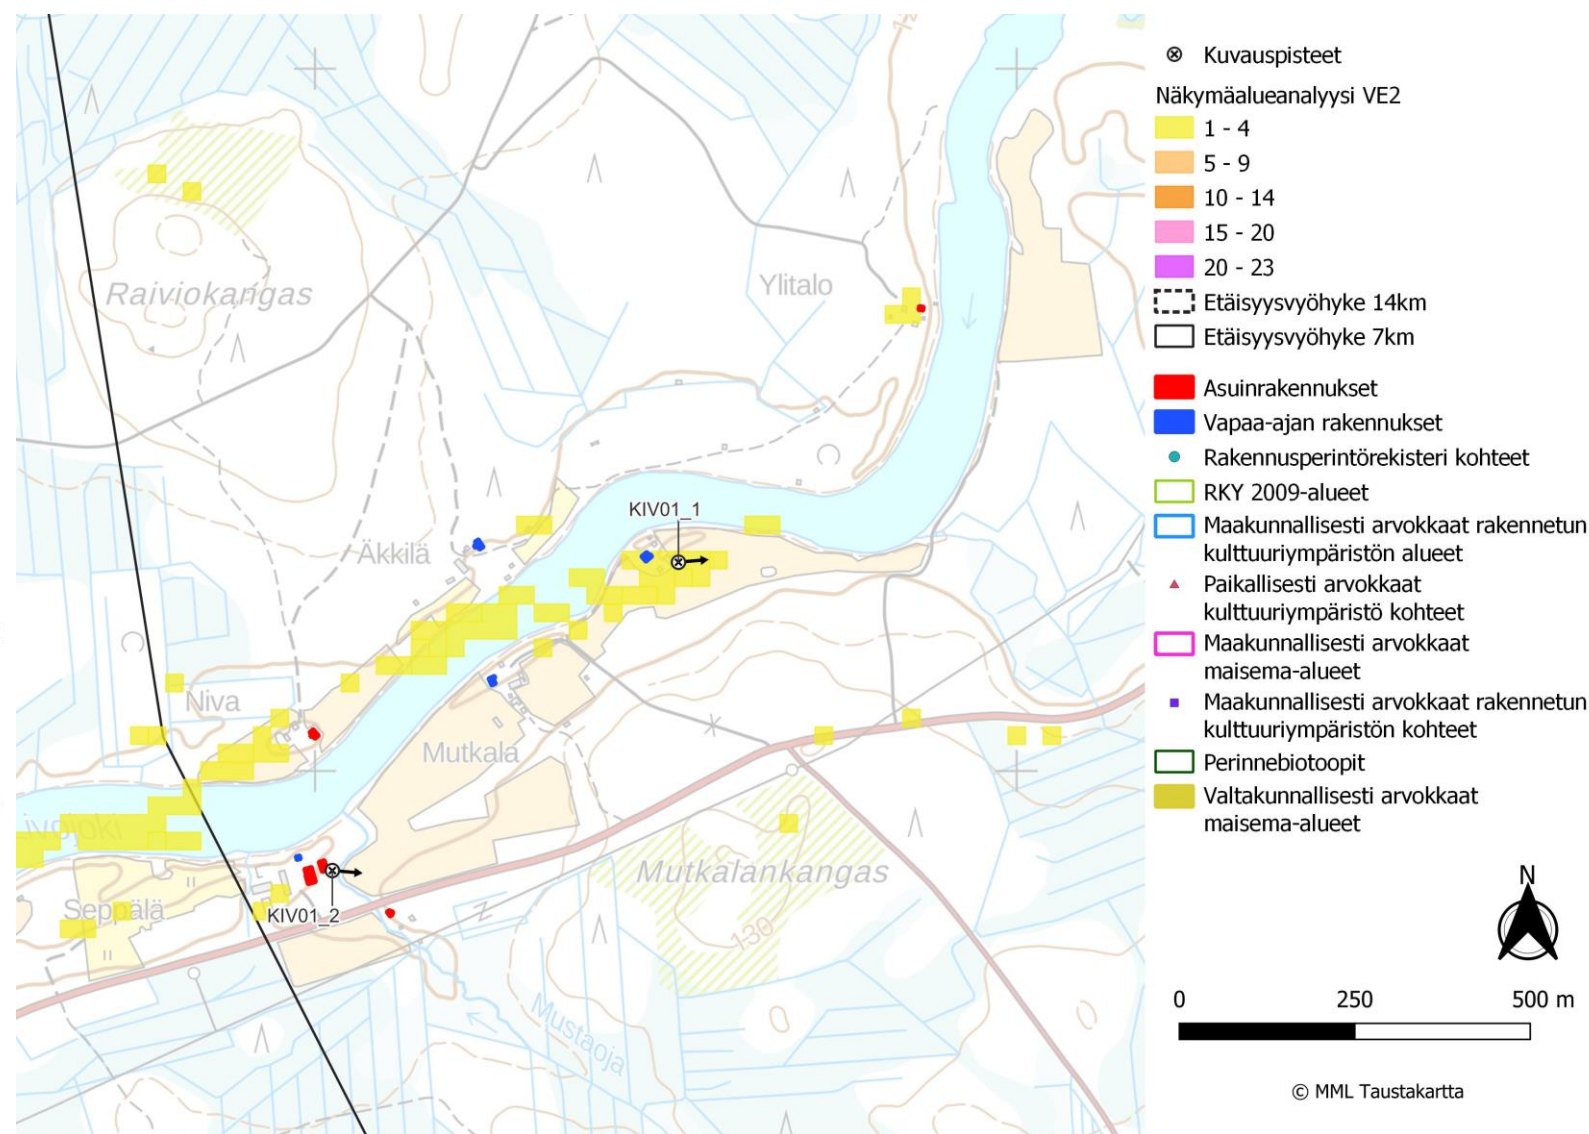 Raiviokangas
Ylitalo
KIV01_1
Äkkilä
Niva
Mutkala
Mutkalankangas
Seppälä
KIV01_2
130
Mustaoja
Kuvauspisteet
Näkymäalueanalyysi VE2
1 - 4
5 - 9
10 - 14
15 - 20
20 - 23
Etäisyysvyöhyke 14km
Etäisyysvyöhyke 7km
Asuinrakennukset
Vapaa-ajan rakennukset
Rakennusperintörekisteri kohteet
RKY 2009-alueet
Maakunnallisesti arvokkaat rakennetun
kulttuuriympäristön alueet
Paikallisesti arvokkaat
kulttuuriympäristö kohteet
Maakunnallisesti arvokkaat
maisema-alueet
Maakunnallisesti arvokkaat rakennetun
kulttuuriympäristön kohteet
Perinnebiotoopit
Valtakunnallisesti arvokkaat
maisema-alueet
N
0 250 500 m
© MML Taustakartta